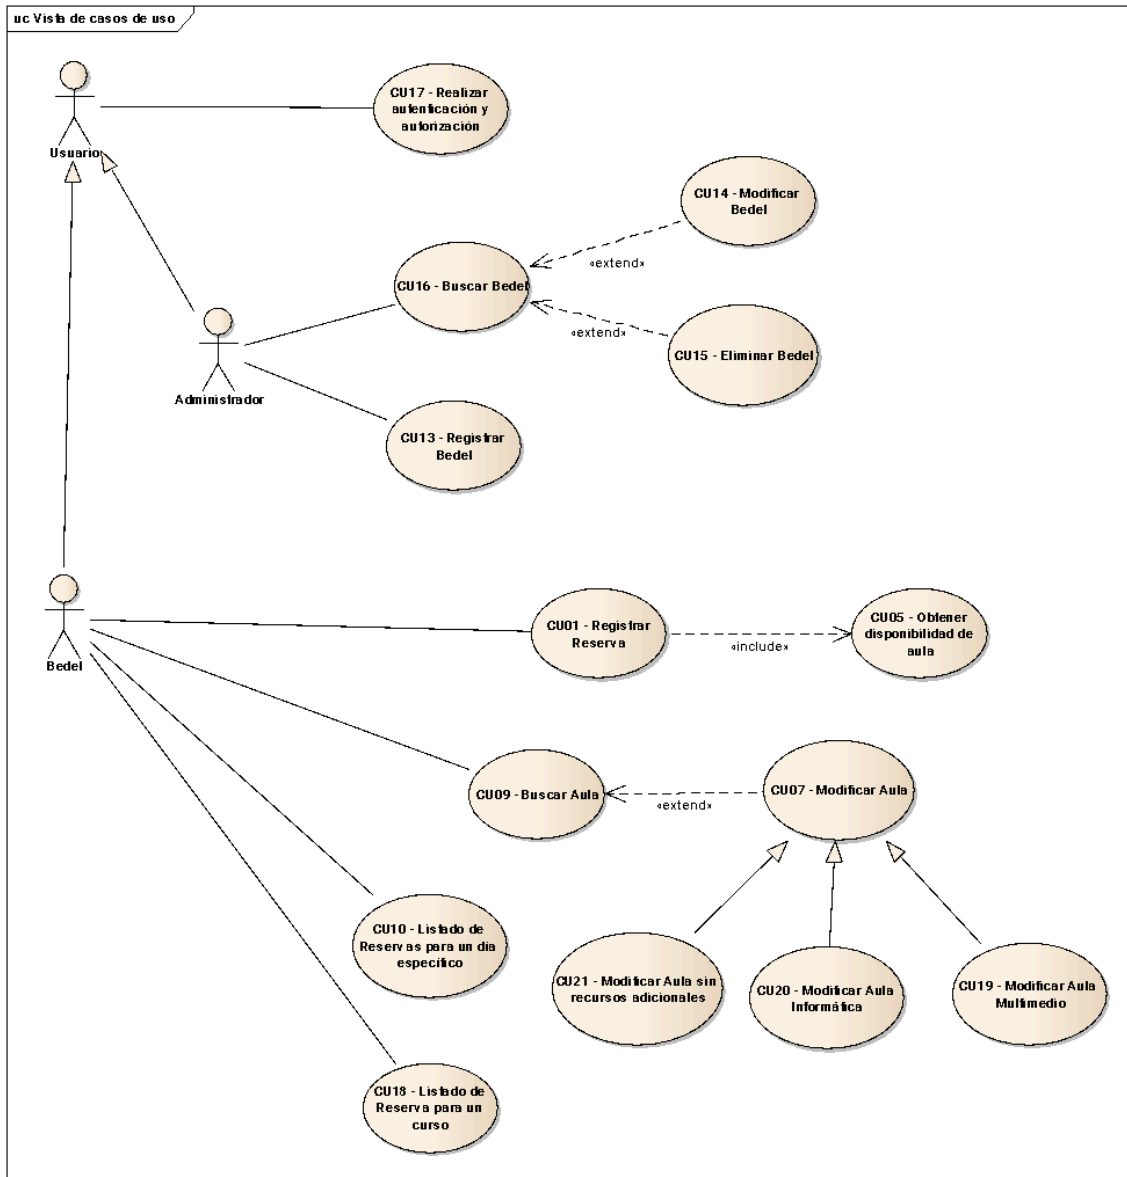 uc Vista de casos de uso
CU17 - Realizar
autenticación y
autorización
Usuario
CU14 - Modificar
Bedel
«extend»
CU16 - Buscar Bedel
«extend»
CU15 - Eliminar Bedel
Administrador
CU13 - Registrar
Bedel
Bedel
CU01 - Registrar
Reserva
«include»
CU05 - Obtener
disponibilidad de
aula
CU09 - Buscar Aula
«extend»
CU07 - Modificar Aula
CU10 - Listado de
Reservas para un día
específico
CU21 - Modificar Aula sin
recursos adicionales
CU20 - Modificar Aula
Informática
CU19 - Modificar Aula
Multimedio
CU18 - Listado de
Reserva para un
curso